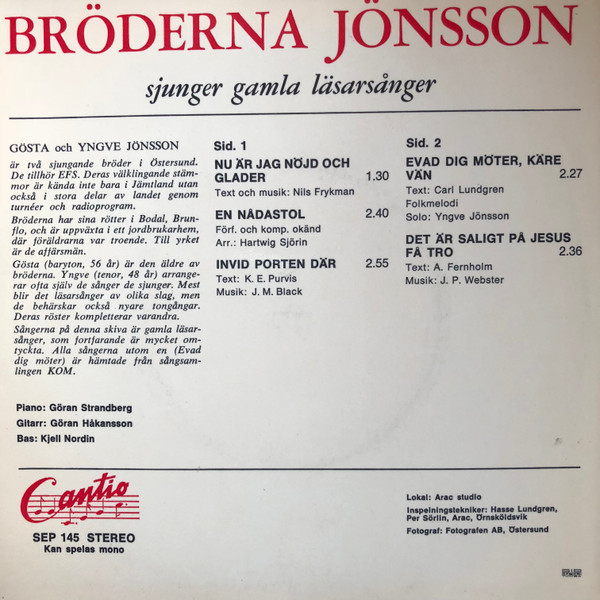 BRÖDERNA JÖNSSON
sjunger gamla läsarsånger
GÖSTA och YNGVE JÖNSSON
är två sjungande bröder i Östersund.
De tillhör EFS. Deras välklingande stäm-
mor är kända inte bara i Jämtland utan
också i stora delar av landet genom
turnéer och radioprogram.
Bröderna har sina rötter i Bodal, Brun-
flo, och är uppväxta i ett jordbrukarhem,
där föräldrarna var troende. Till yrket
är de affärsmän.
Gösta (baryton, 56 år) är den äldre av
bröderna. Yngve (tenor, 48 år) arrange-
rar ofta själv de sånger de sjunger. Mest
blir det läsarsånger av olika slag, men
de behärskar också nyare tongångar.
Deras röster kompletterar varandra.
Sångerna på denna skiva är gamla läsar-
sånger, som fortfarande är mycket om-
tyckta. Alla sångerna utom en (Evad
dig möter) är hämtade från sångsam-
lingen KOM.
Piano: Göran Strandberg
Gitarr: Göran Håkansson
Bas: Kjell Nordin
Sid. 1
NU ÄR JAG NÖJD OCH
GLADER 1.30
Text och musik: Nils Frykman
EN NÅDASTOL 2.40
Förf. och komp. okänd
Arr.: Hartwig Sjörin
INVID PORTEN DÄR 2.55
Text: K. E. Purvis
Musik: J. M. Black
Sid. 2
EVAD DIG MÖTER, KÄRE
VÄN 2.27
Text: Carl Lundgren
Folkmelodi
Solo: Yngve Jönsson
DET ÄR SALIGT PÅ JESUS
FÅ TRO 2.36
Text: A. Fernholm
Musik: J. P. Webster
Cantio
SEP 145 STEREO
Kan spelas mono
Lokal: Arac studio
Inspelningstekniker: Hasse Lundgren,
Per Sörlin, Arac, Örnsköldsvik
Fotograf: Fotografen AB, Östersund